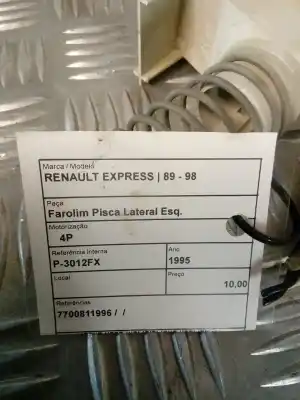 Marca / Modelo
RENAULT EXPRESS | 89 - 98
Peça
Farolim Pisca Lateral Esq.
Motorização
4P
Referência Interna
P-3012FX
Ano
1995
Local
Preço
10,00
Referências
7700811996 / /